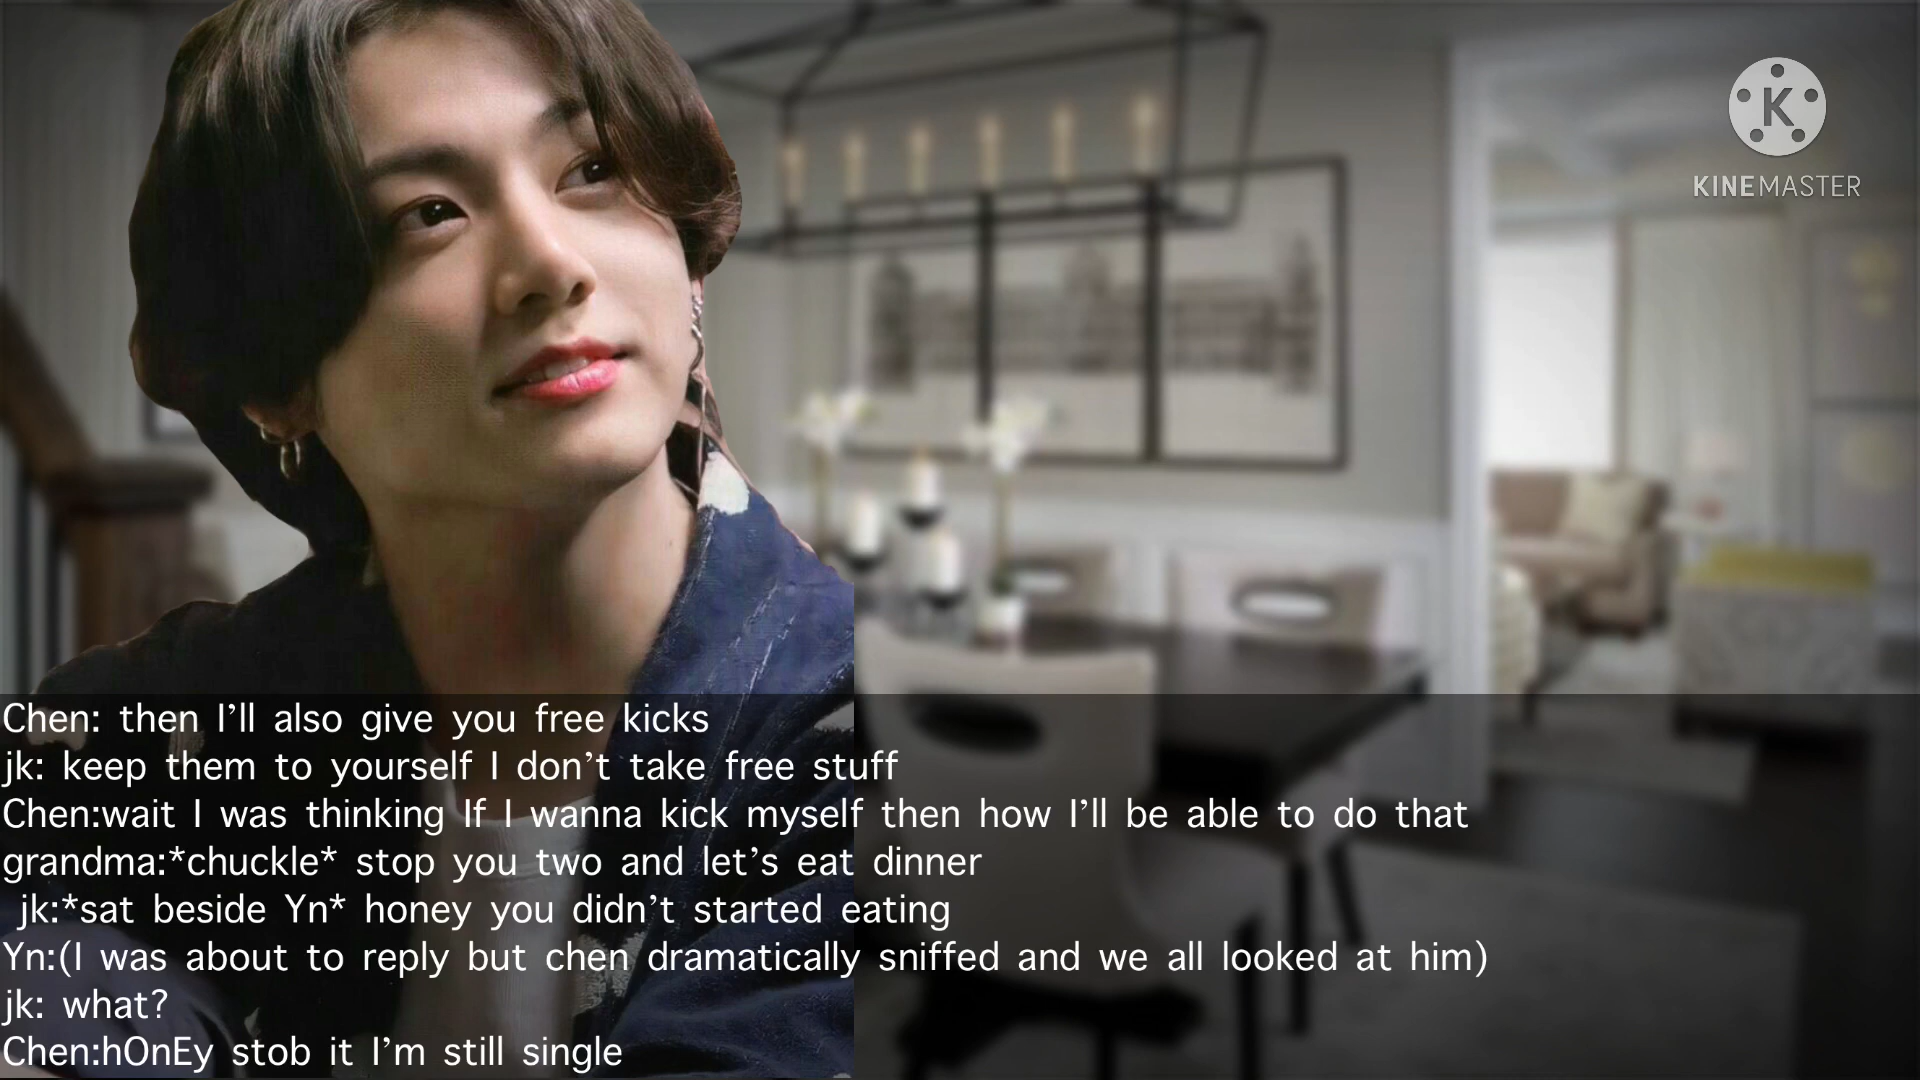 K
KINEMASTER
Chen: then I'll also give you free kicks
jk: keep them to yourself I don't take free stuff
Chen:wait I was thinking If I wanna kick myself then how I'll be able to do that
grandma:*chuckle* stop you two and let's eat dinner
jk:*sat beside Yn* honey you didn't started eating
Yn:(I was about to reply but chen dramatically sniffed and we all looked at him)
jk: what?
Chen:hOnEy stob it I'm still single